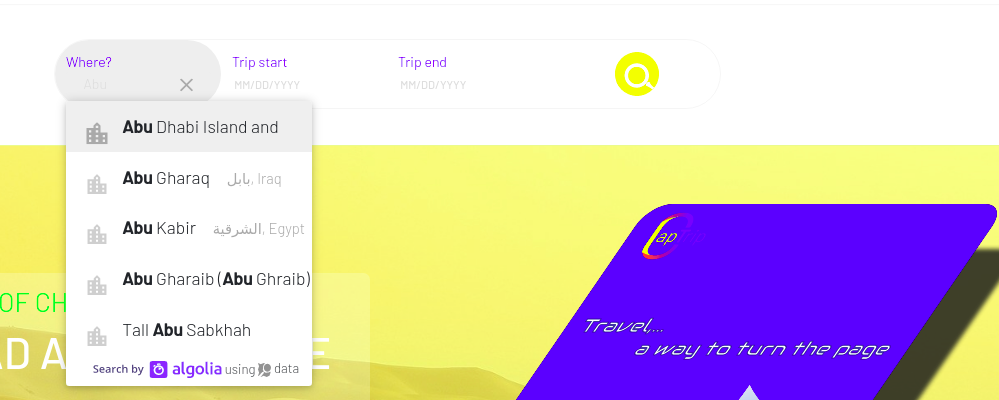 Where?
Trip start
Trip end
Abu
MM/DD/YYYY
MM/DD/YYYY
Abu Dhabi Island and
Abu Gharaq بابل, Iraq
Abu Kabir الشرقية, Egypt
Abu Gharaib (Abu Ghraib)
Tall Abu Sabkhah
Search by algolia using data
OF CH
AD A
E
ap
Travel,...
a way to turn the page